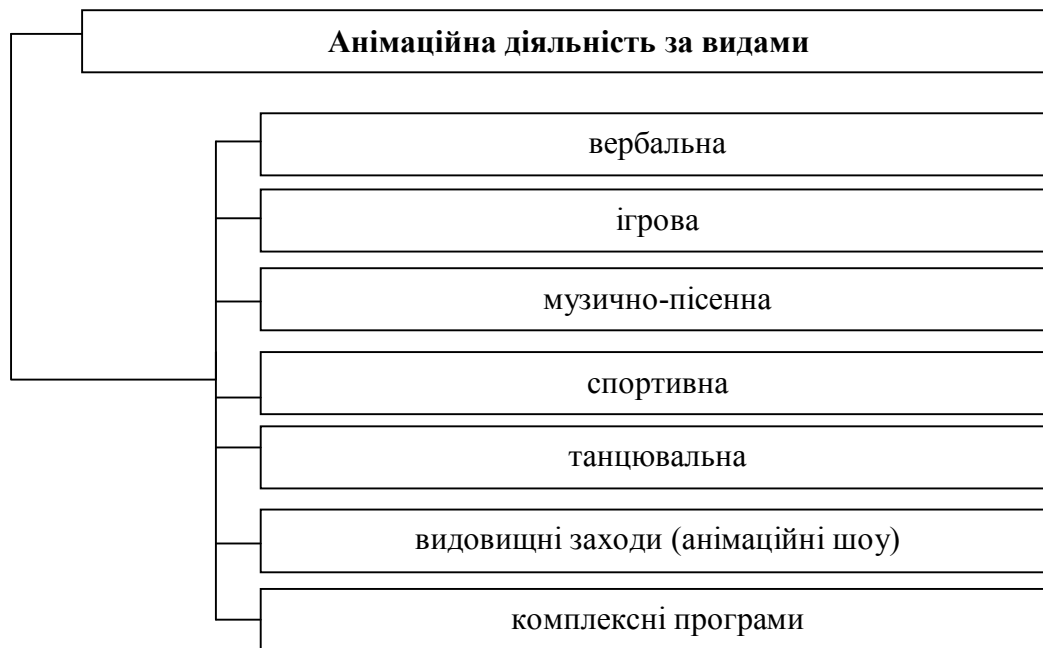 Анімаційна діяльність за видами
вербальна
ігрова
музично-пісенна
спортивна
танцювальна
видовищні заходи (анімаційні шоу)
комплексні програми